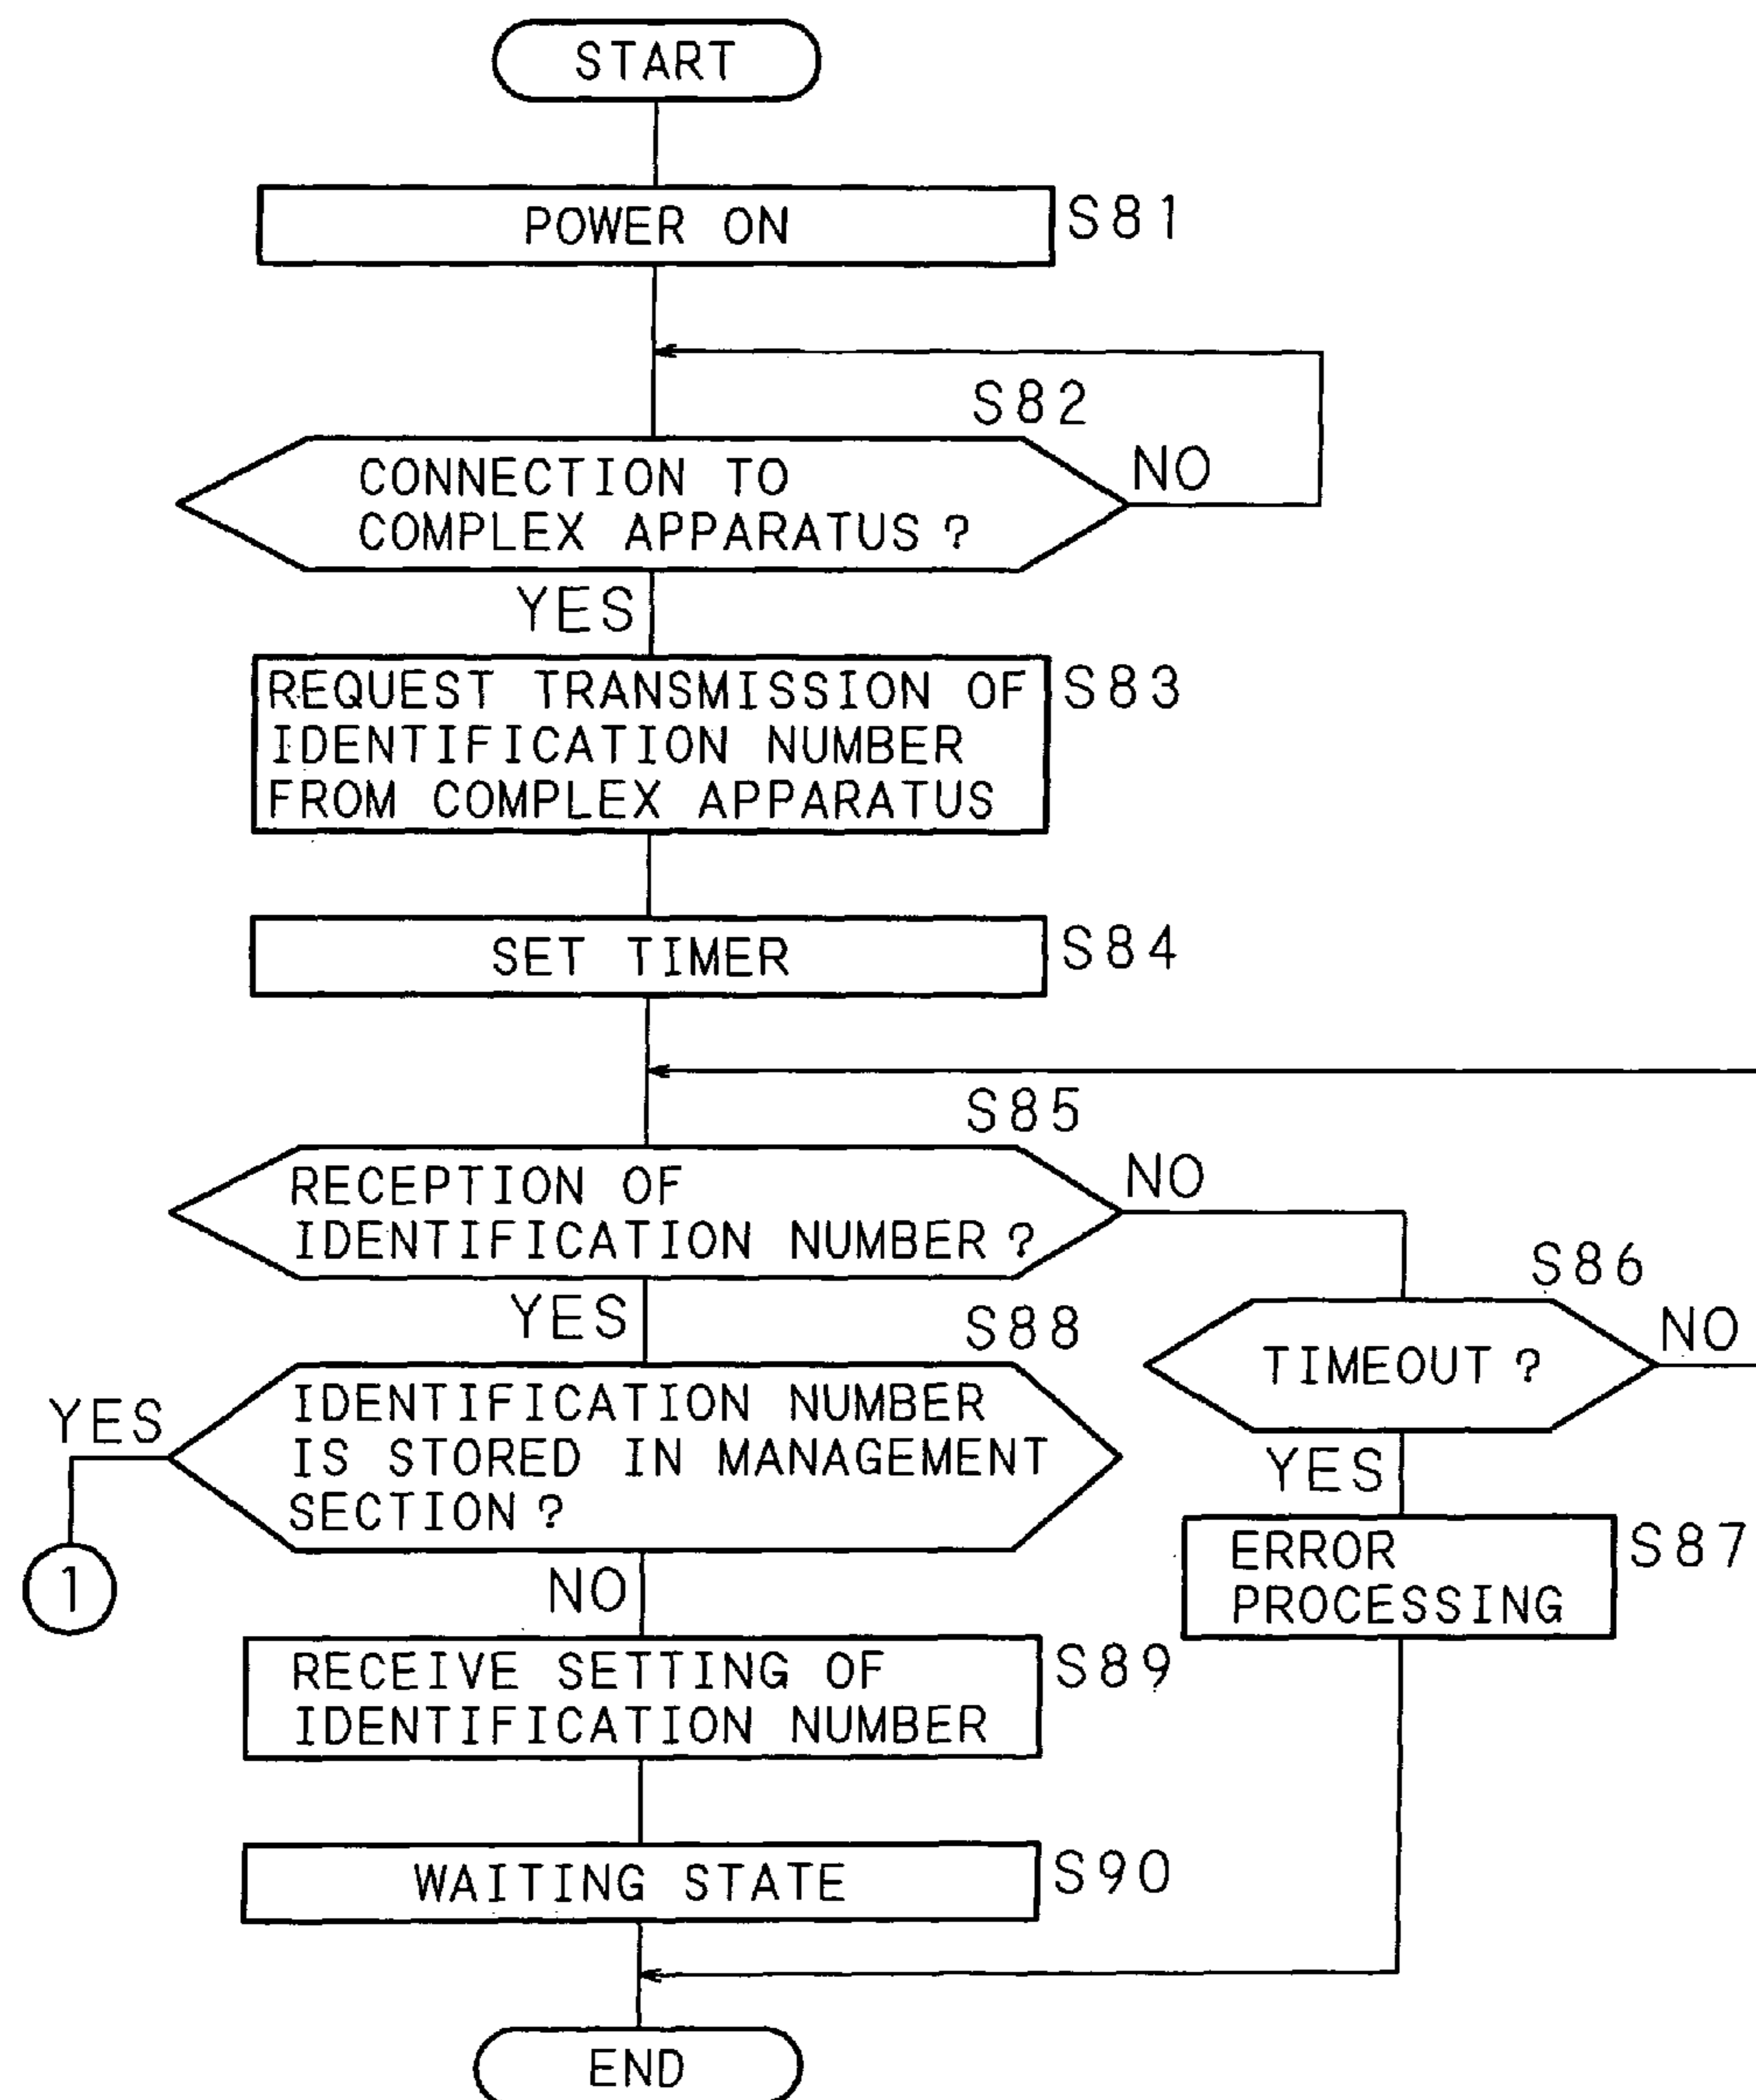 START
POWER ON
S81
S82
CONNECTION TO
COMPLEX APPARATUS ?
NO
YES
REQUEST TRANSMISSION OF
IDENTIFICATION NUMBER
FROM COMPLEX APPARATUS
S83
SET TIMER
S84
S85
RECEPTION OF
IDENTIFICATION NUMBER ?
NO
S86
YES
S88
TIMEOUT ?
NO
YES
IDENTIFICATION NUMBER
IS STORED IN MANAGEMENT
SECTION ?
YES
ERROR
PROCESSING
S87
1
NO
RECEIVE SETTING OF
IDENTIFICATION NUMBER
S89
WAITING STATE
S90
END